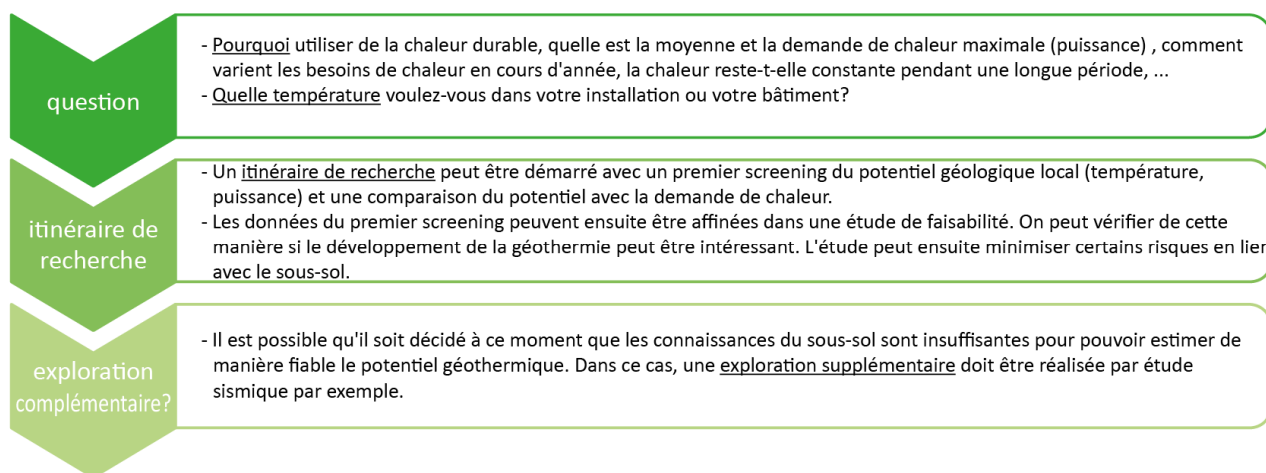 question
- Pourquoi utiliser de la chaleur durable, quelle est la moyenne et la demande de chaleur maximale (puissance) , comment
varient les besoins de chaleur en cours d'année, la chaleur reste-t-elle constante pendant une longue période, ...
- Quelle température voulez-vous dans votre installation ou votre bâtiment?
itinéraire de
recherche
- Un itinéraire de recherche peut être démarré avec un premier screening du potentiel géologique local (température,
puissance) et une comparaison du potentiel avec la demande de chaleur.
- Les données du premier screening peuvent ensuite être affinées dans une étude de faisabilité. On peut vérifier de cette
manière si le développement de la géothermie peut être intéressant. L'étude peut ensuite minimiser certains risques en lien
avec le sous-sol.
exploration
complémentaire?
- Il est possible qu'il soit décidé à ce moment que les connaissances du sous-sol sont insuffisantes pour pouvoir estimer de
manière fiable le potentiel géothermique. Dans ce cas, une exploration supplémentaire doit être réalisée par étude
sismique par exemple.